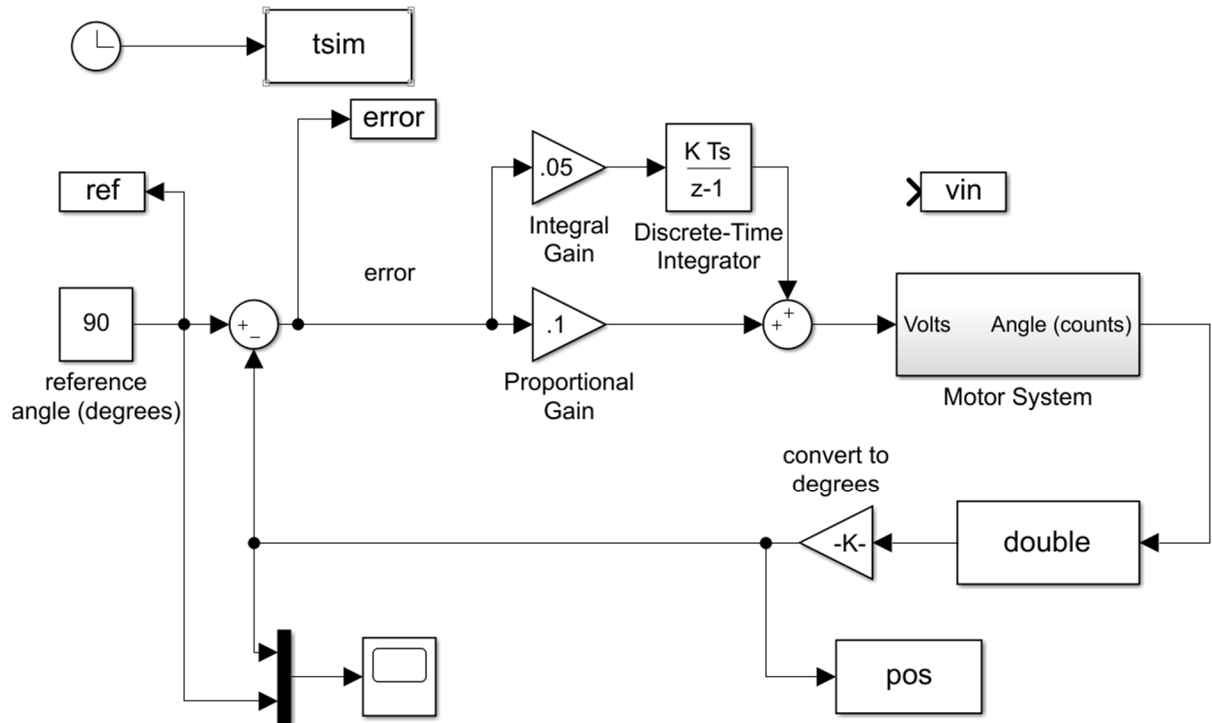 tsim
error
ref
.05
K Ts
z-1
vin
Integral
Gain
Discrete-Time
Integrator
error
90
+
−
.1
+
+
Volts
Angle (counts)
reference
angle (degrees)
Proportional
Gain
Motor System
convert to
degrees
-K-
double
pos